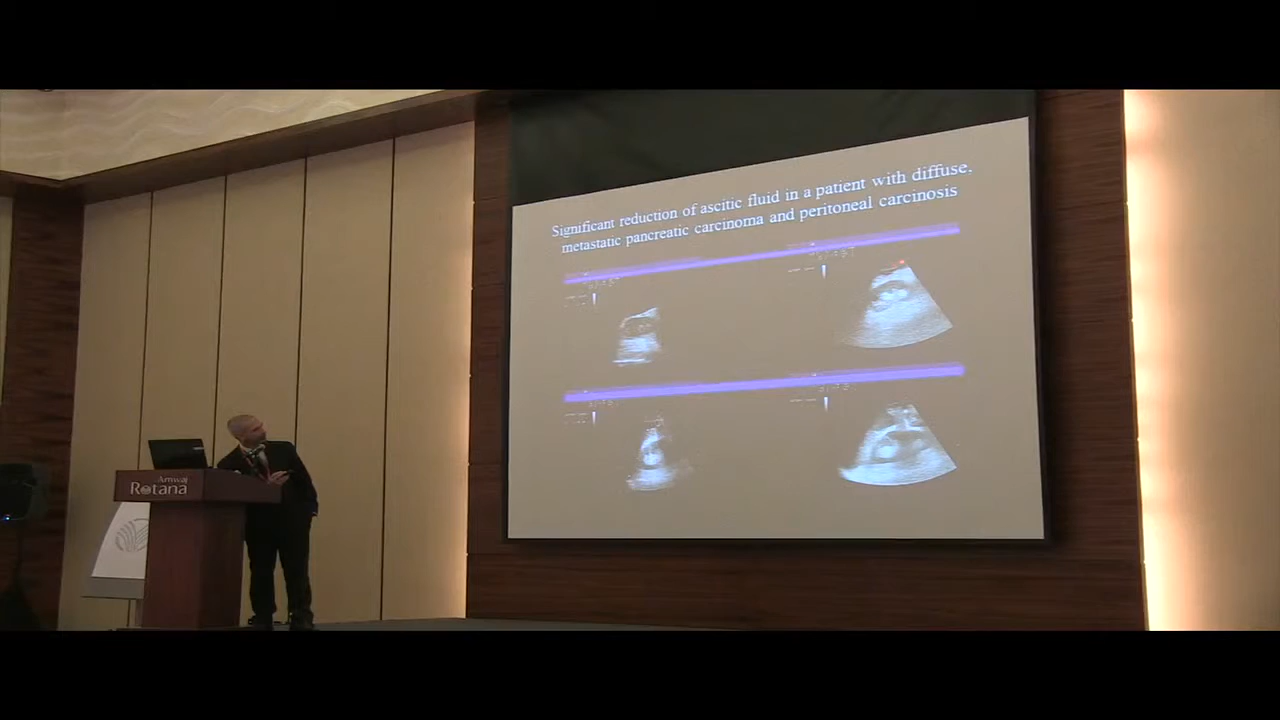 Significant reduction of ascitic fluid in a patient with diffuse,
metastatic pancreatic carcinoma and peritoneal carcinosis
Amwaj
Rotana